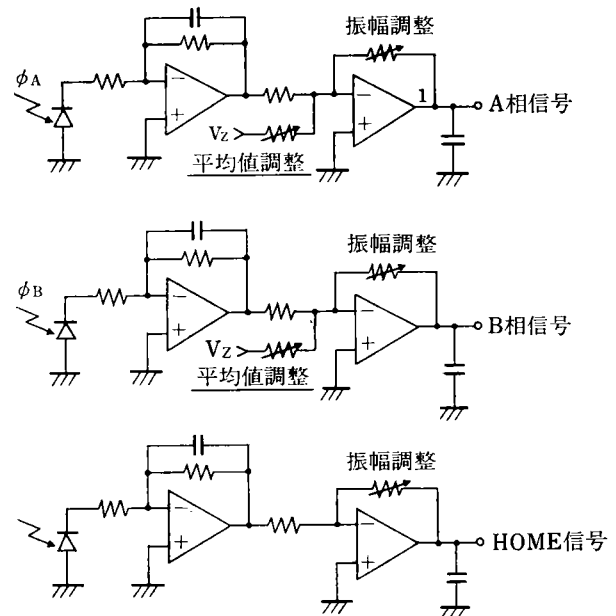 振幅調整
φA
− −
+ +
1
A相信号
VZ
平均値調整
振幅調整
φB
− −
+ +
B相信号
VZ
平均値調整
振幅調整
− −
+ +
HOME信号